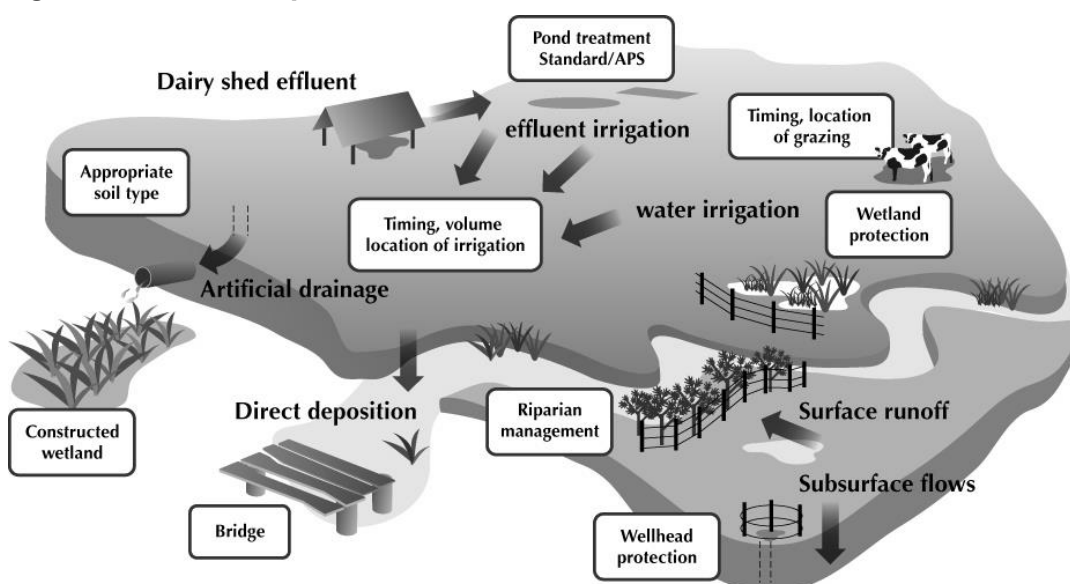 Pond treatment
Standard/APS
Dairy shed effluent
effluent irrigation
Timing, location
of grazing
Appropriate
soil type
Timing, volume
location of irrigation
water irrigation
Wetland
protection
Artificial drainage
Direct deposition
Riparian
management
Surface runoff
Constructed
wetland
Subsurface flows
Bridge
Wellhead
protection